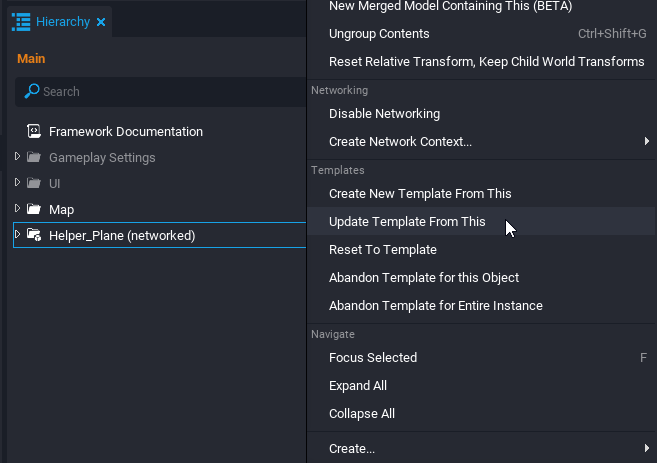 Hierarchy
Main
Search
Framework Documentation
Gameplay Settings
UI
Map
Helper_Plane (networked)
New Merged Model Containing This (BETA)
Ungroup Contents Ctrl+Shift+G
Reset Relative Transform, Keep Child World Transforms
Networking
Disable Networking
Create Network Context...
Templates
Create New Template From This
Update Template From This
Reset To Template
Abandon Template for this Object
Abandon Template for Entire Instance
Navigate
Focus Selected F
Expand All
Collapse All
Create...